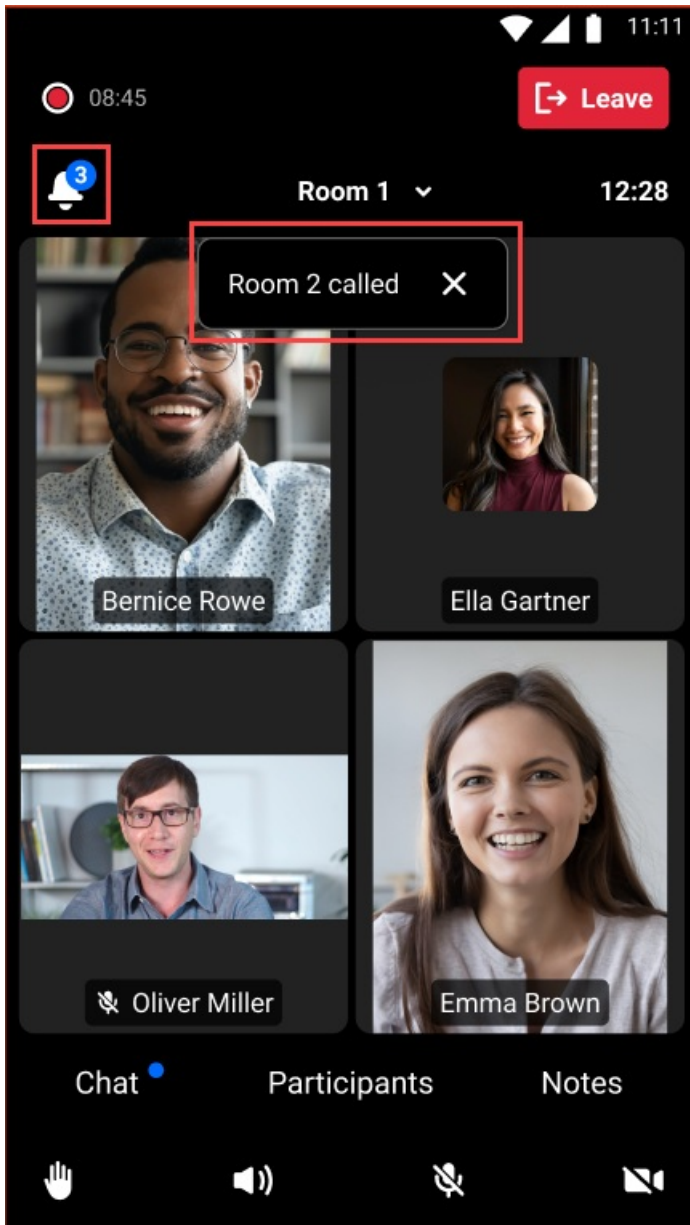 11:11
08:45
Leave
3
Room 1
12:28
Room 2 called
Bernice Rowe
Ella Gartner
Oliver Miller
Emma Brown
Chat
Participants
Notes